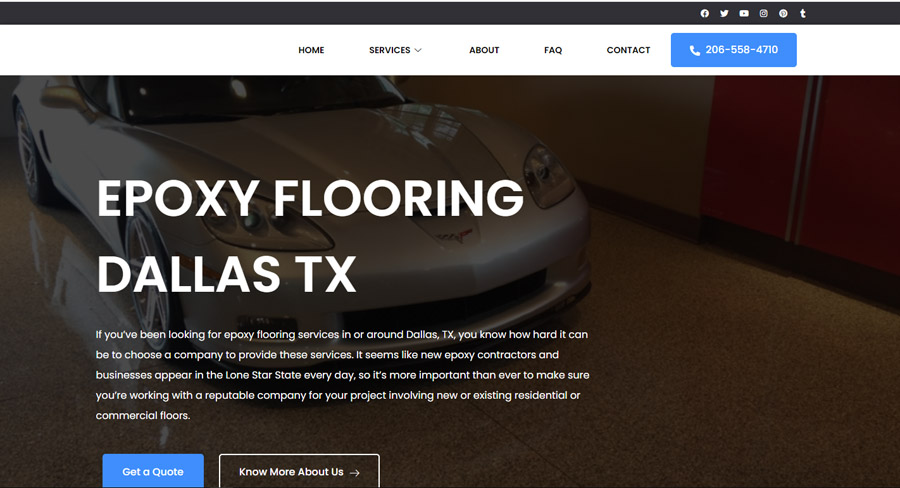 HOME SERVICES ABOUT FAQ CONTACT 206-558-4710
EPOXY FLOORING
DALLAS TX
If you’ve been looking for epoxy flooring services in or around Dallas, TX, you know how hard it can
be to choose a company to provide these services. It seems like new epoxy contractors and
businesses appear in the Lone Star State every day, so it’s more important than ever to make sure
you’re working with a reputable company for your project involving new or existing residential or
commercial floors.
Get a Quote Know More About Us →